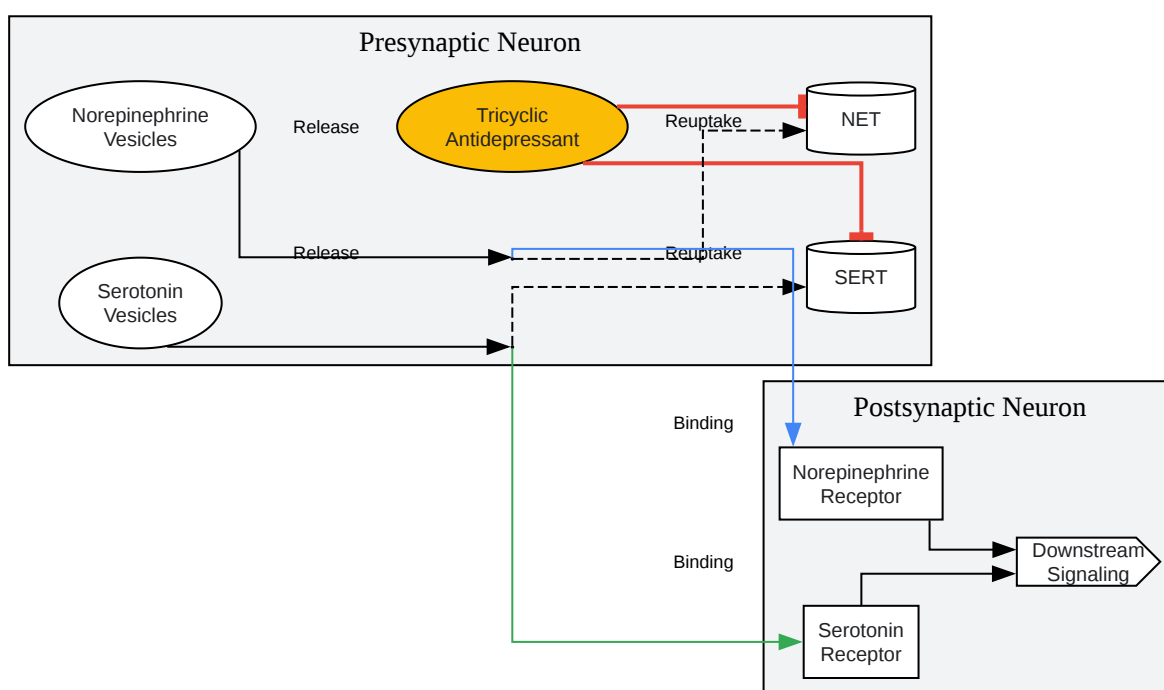 Presynaptic Neuron
Norepinephrine
Vesicles
Release
Tricyclic
Antidepressant
Reuptake
NET
Release
Reuptake
Serotonin
Vesicles
SERT
Postsynaptic Neuron
Binding
Norepinephrine
Receptor
Binding
Downstream
Signaling
Serotonin
Receptor